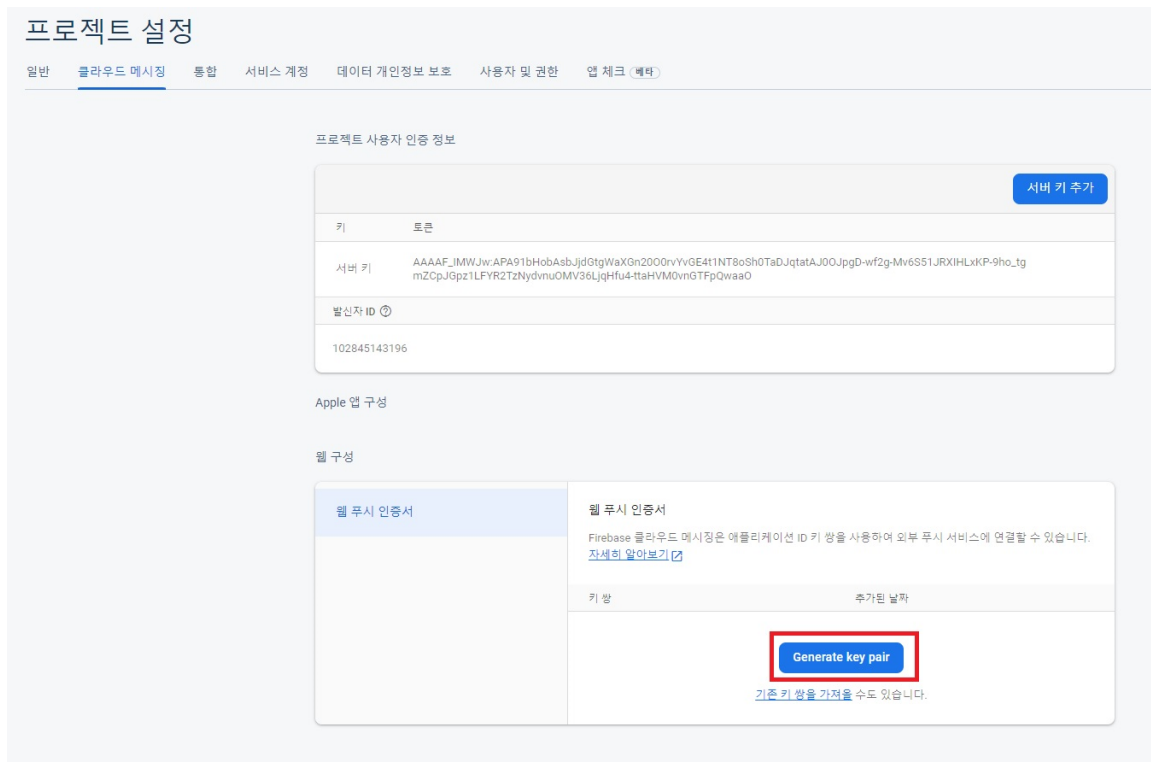 프로젝트 설정
일반 클라우드 메시징 통합 서비스 계정 데이터 개인정보 보호 사용자 및 권한 앱 체크 베타
프로젝트 사용자 인증 정보
서버 키 추가
키 토큰
서버 키 AAAAF_IMWJw:APA91bHobAsbJjdGtgWaXGn20O0rvYvGE4t1NT8oSh0TaDJqtatAJ0OJpgD-wf2g-Mv6S51JRXIHLxKP-9ho_tg
mZCpJGpz1LFYR2TzNydvnuOMV36LjqHfu4-ttaHVM0vnGTFpQwaaO
발신자 ID
102845143196
Apple 앱 구성
웹 구성
웹 푸시 인증서
웹 푸시 인증서
Firebase 클라우드 메시징은 애플리케이션 ID 키 쌍을 사용하여 외부 푸시 서비스에 연결할 수 있습니다.
자세히 알아보기
키 쌍 추가된 날짜
Generate key pair
기존 키 쌍을 가져올 수도 있습니다.